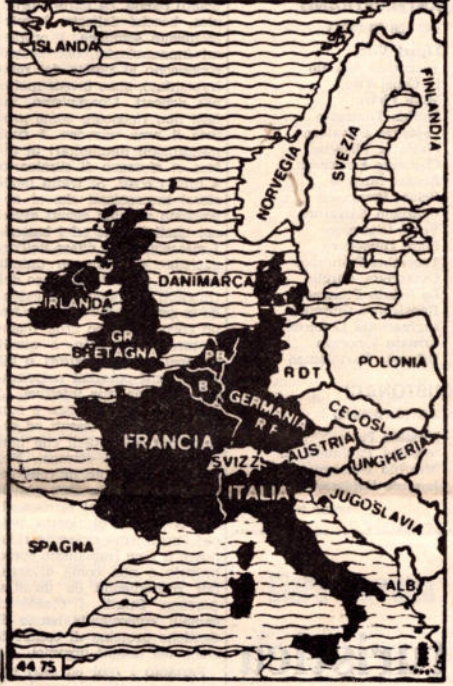 ISLANDA
FINLANDIA
NORVEGIA
SVEZIA
DANIMARCA
IRLANDA
GR.
BRETAGNA
P.B.
B.
RDT
POLONIA
GERMANIA
R.F.
CECOSL.
FRANCIA
SVIZZ.
AUSTRIA
UNGHERIA
ITALIA
JUGOSLAVIA
SPAGNA
ALB.
44 75